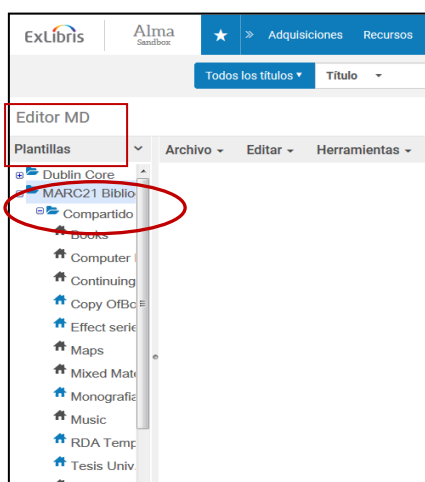 ExLibris Alma Sandbox ★ » Adquisiciones Recursos
Todos los títulos Título
Editor MD
Plantillas Archivo Editar Herramientas
Dublin Core
MARC21 Biblio
Compartido
Books
Computer
Continuing
Copy OfBo
Effect serie
Maps
Mixed Mate
Monografia
Music
RDA Temp
Tesis Univ.